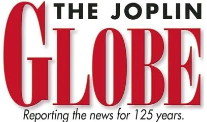 THE JOPLIN
GLOBE
Reporting the news for 125 years.